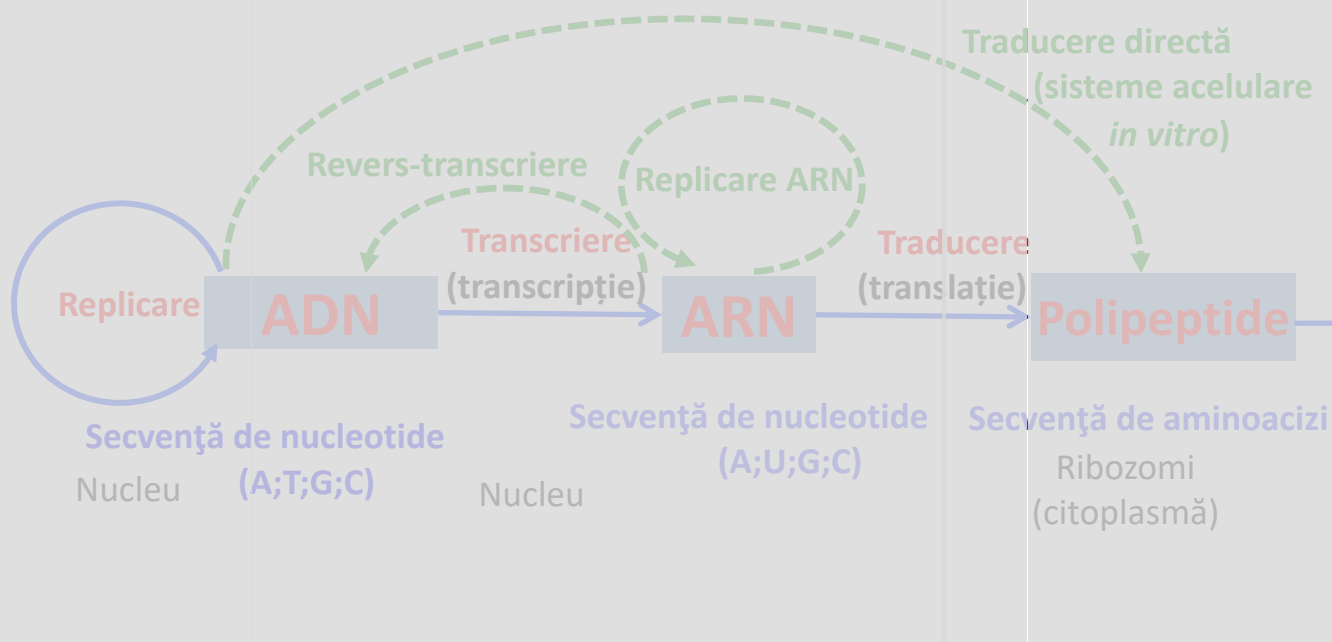 Traducere directă
(sisteme acelulare
in vitro)
Revers-transcriere
Replicare ARN
Transcriere
(transcripție)
Traducere
(translație)
Replicare
ADN
ARN
Polipeptide
Secvenţă de nucleotide
(A;T;G;C)
Secvenţă de nucleotide
(A;U;G;C)
Secvenţă de aminoacizi
Nucleu
Nucleu
Ribozomi
(citoplasmă)